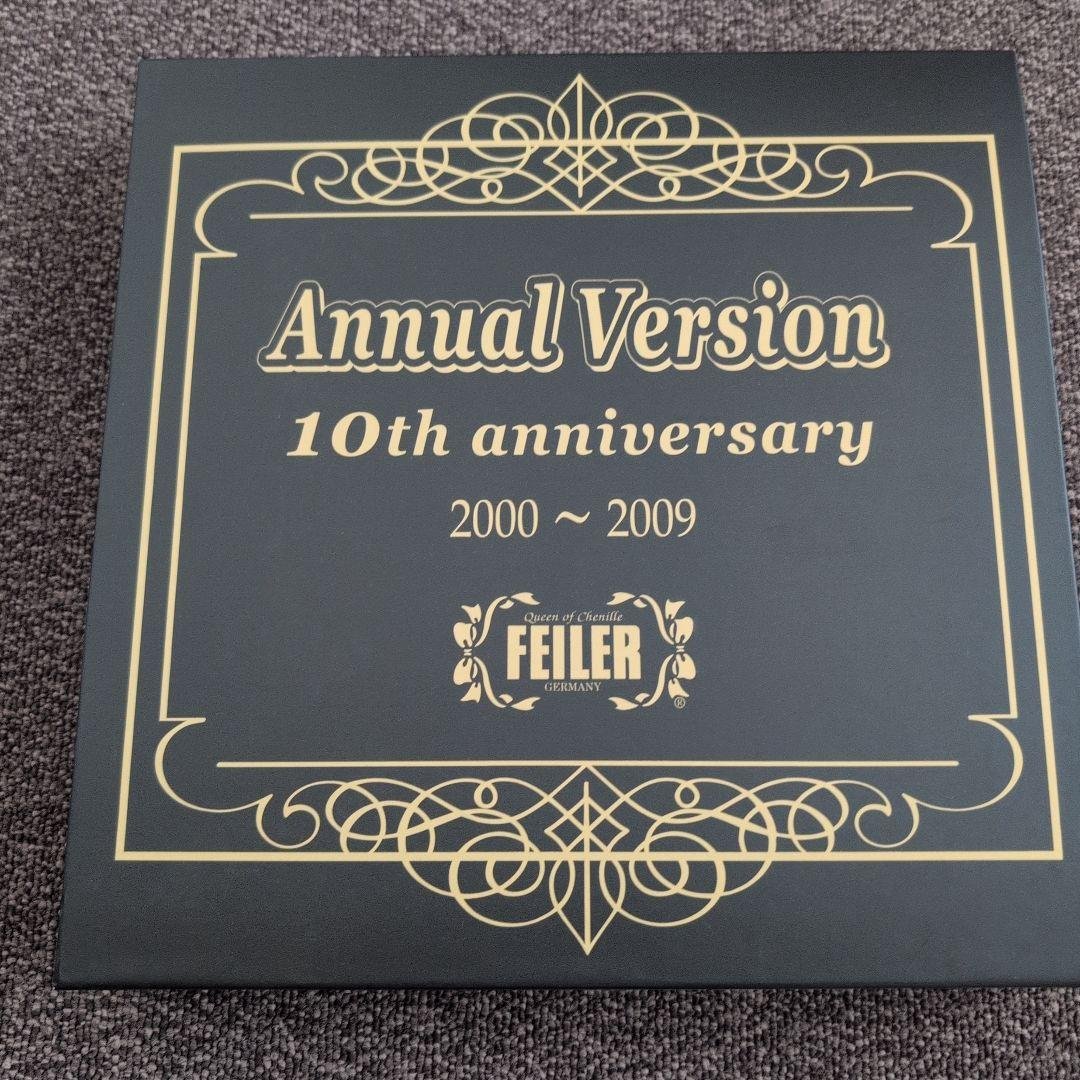 Annual Version
10th anniversary
2000 ~ 2009
Queen of Chenille
FEILER
GERMANY
®